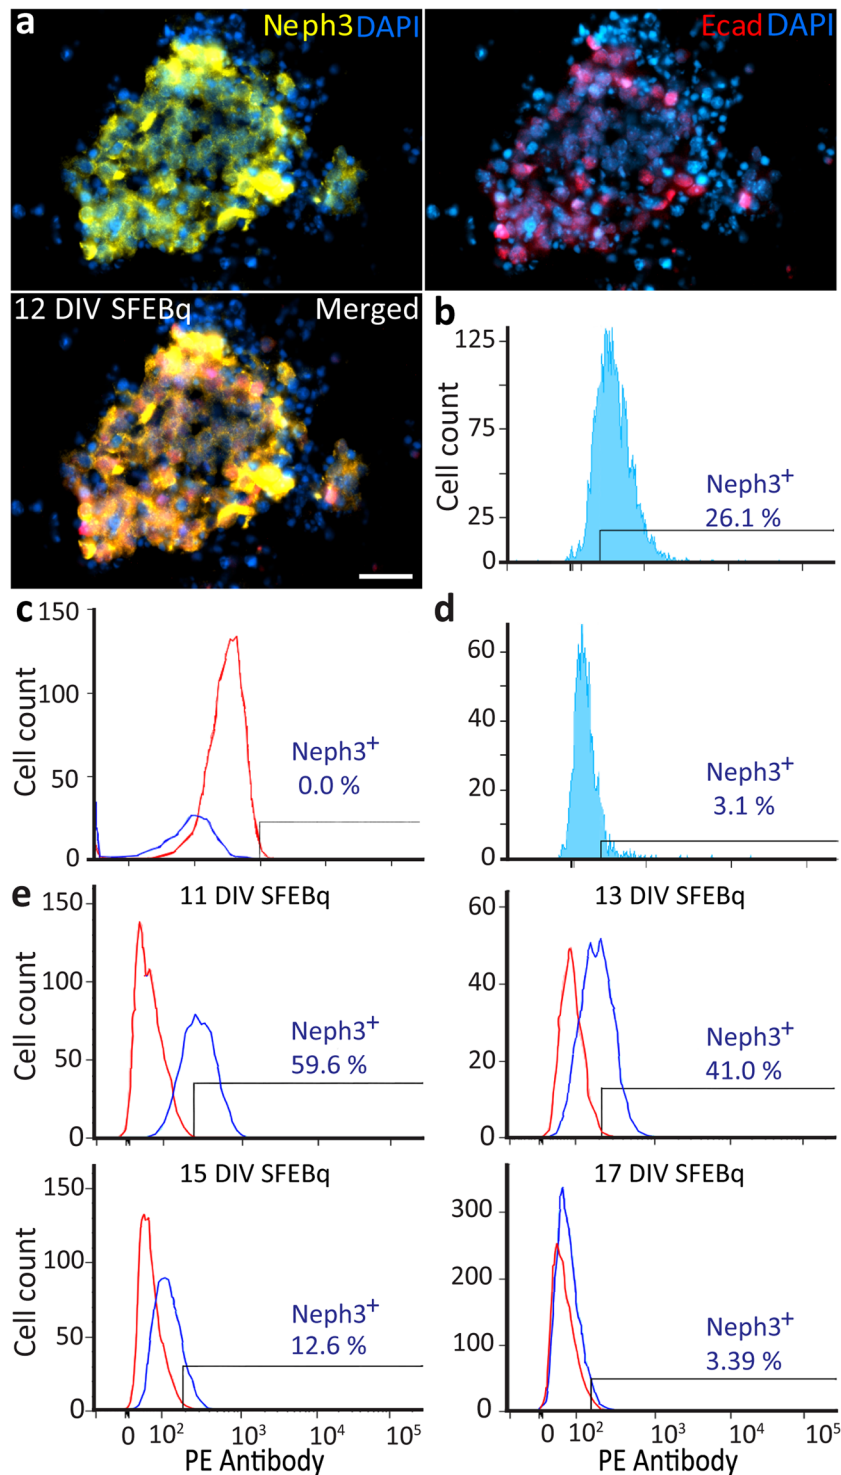 a
Neph3 DAPI
Ecad DAPI
12 DIV SFEBq
Merged
b
125
75
25
0
Cell count
Neph3+
26.1 %
c
150
100
50
0
Cell count
Neph3+
0.0 %
d
60
40
20
0
Cell count
Neph3+
3.1 %
e
11 DIV SFEBq
150
100
50
0
Cell count
Neph3+
59.6 %
13 DIV SFEBq
60
40
20
0
Neph3+
41.0 %
15 DIV SFEBq
150
100
50
0
Cell count
Neph3+
12.6 %
0 10² 10³ 10⁴ 10⁵
PE Antibody
17 DIV SFEBq
300
200
100
0
Neph3+
3.39 %
0 10² 10³ 10⁴ 10⁵
PE Antibody